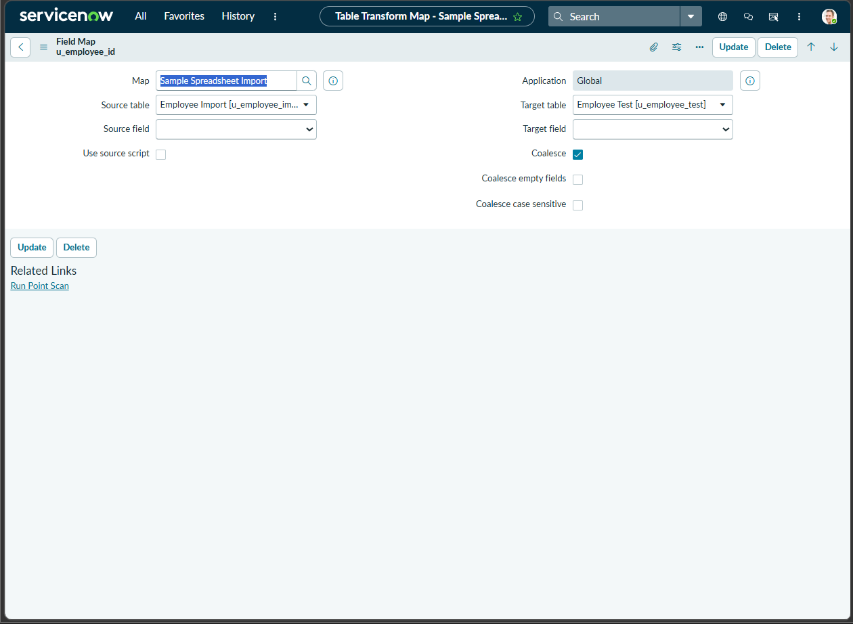 servicenow All Favorites History Table Transform Map - Sample Sprea... Search
Field Map
u_employee_id
Update Delete
Map Sample Spreadsheet Import Application Global
Source table Employee Import [u_employee_im... Target table Employee Test [u_employee_test]
Source field Target field
Use source script Coalesce
Coalesce empty fields
Coalesce case sensitive
Update Delete
Related Links
Run Point Scan